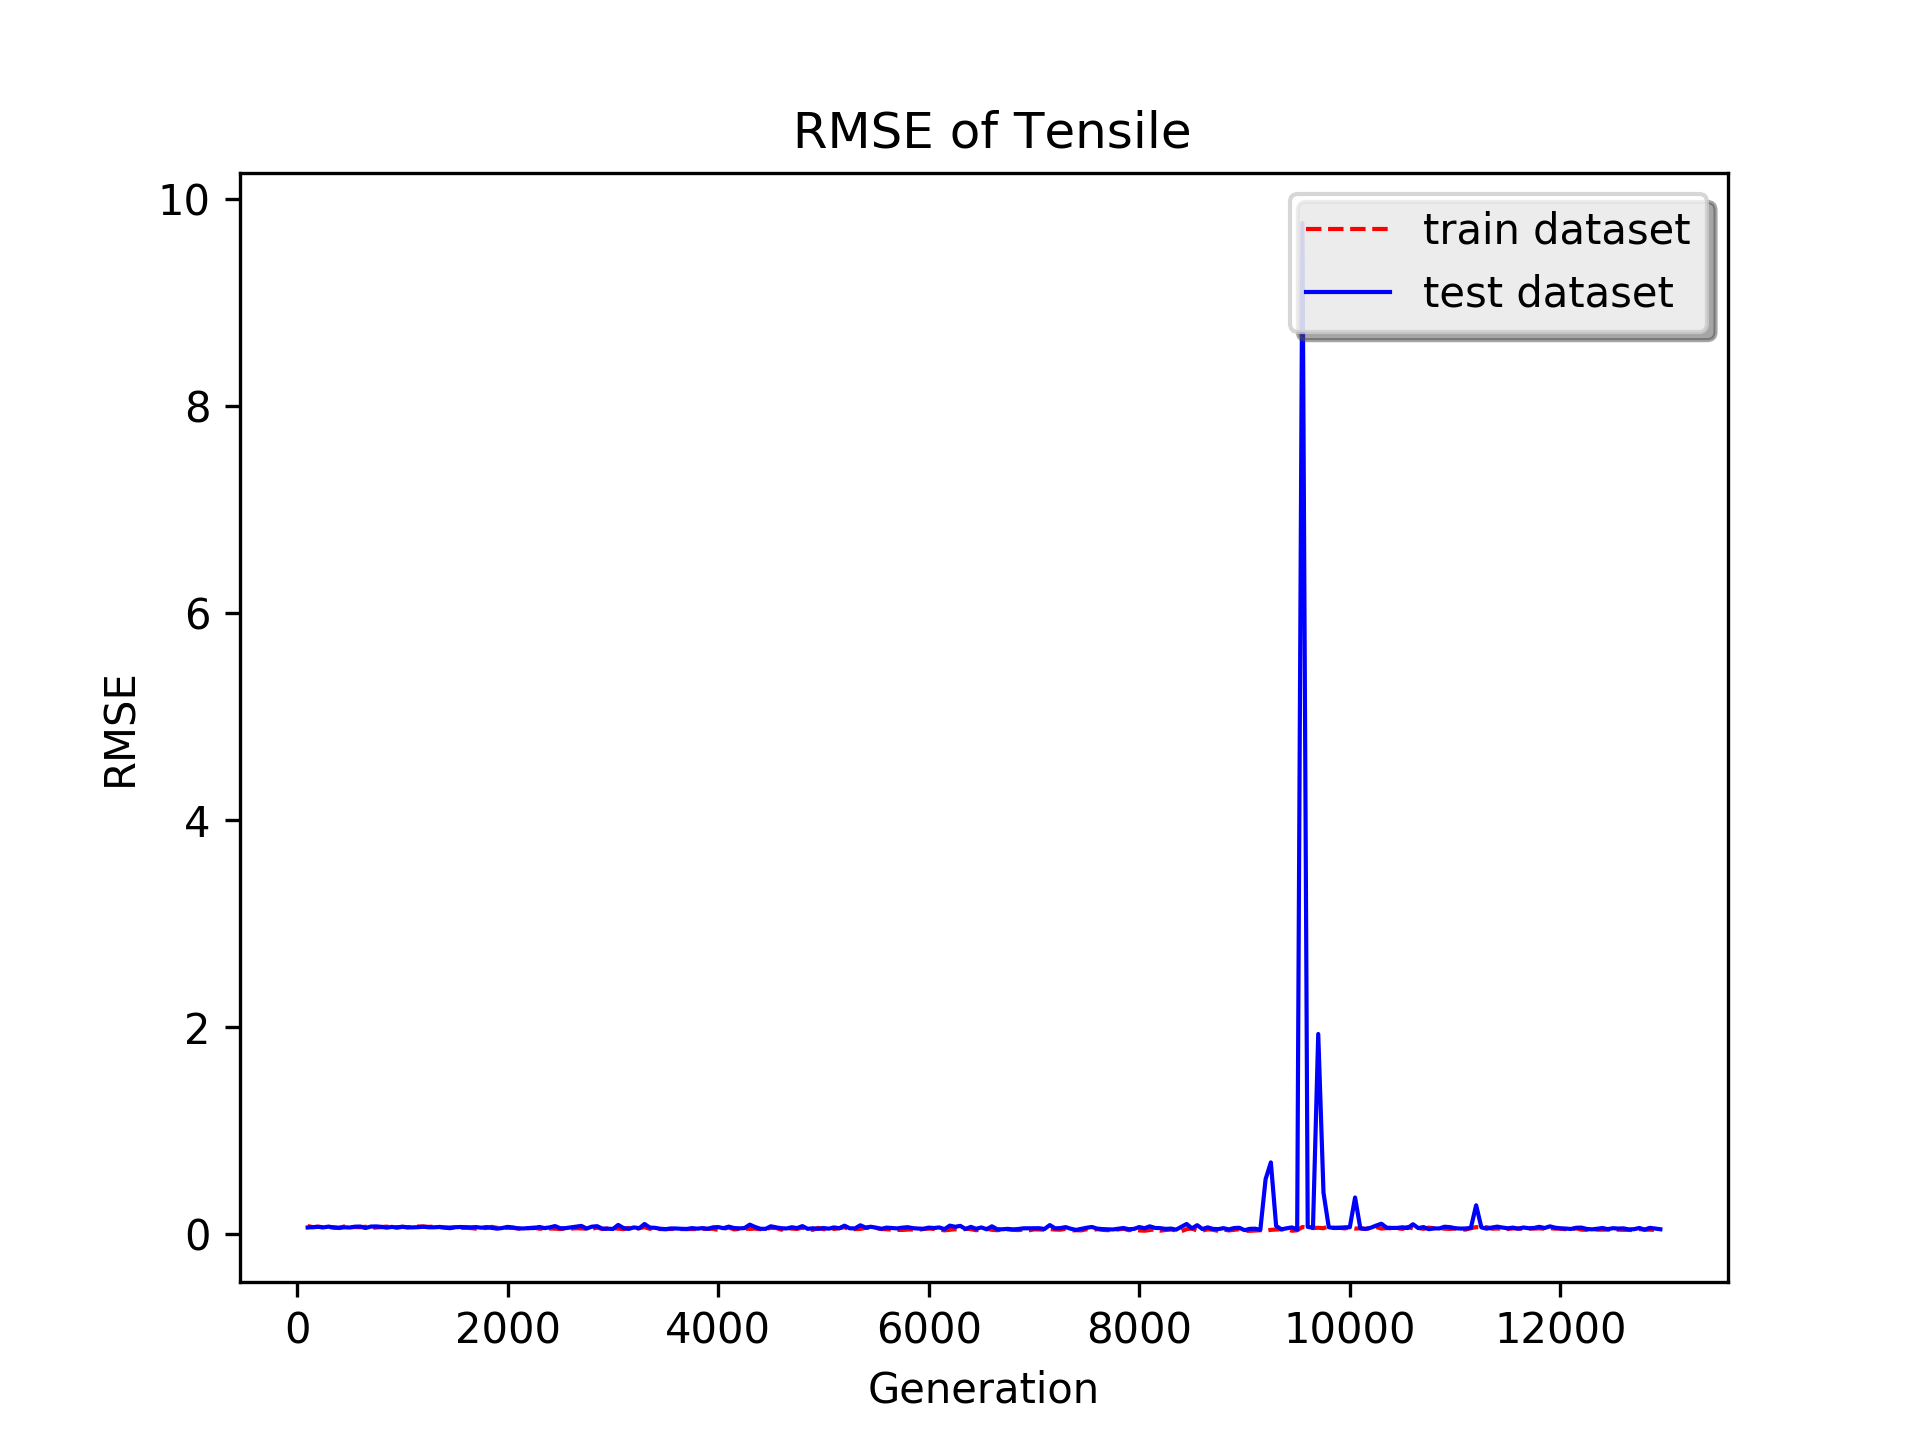 RMSE of Tensile
train dataset
test dataset
10
8
6
4
2
0
RMSE
0 2000 4000 6000 8000 10000 12000
Generation